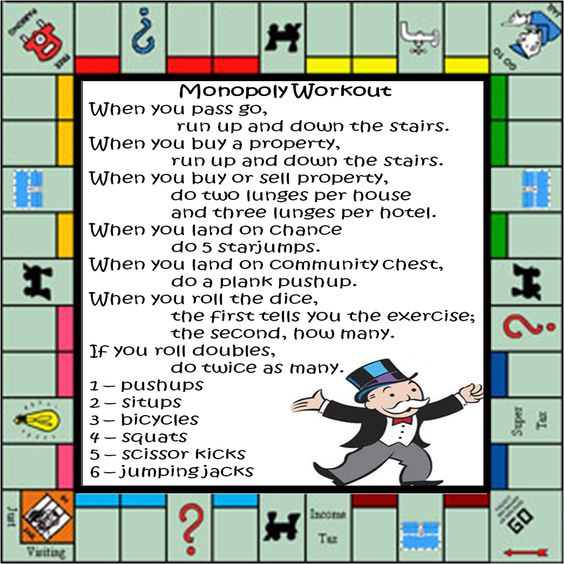 FREE
PARKING
GO TO
JAIL
Monopoly Workout
When you pass go,
run up and down the stairs.
When you buy a property,
run up and down the stairs.
When you buy or sell property,
do two lunges per house
and three lunges per hotel.
When you land on Chance
do 5 starjumps.
When you land on Community Chest,
do a plank pushup.
When you roll the dice,
the first tells you the exercise;
the second, how many.
If you roll doubles,
do twice as many.
1 – pushups
2 – situps
3 – bicycles
4 – squats
5 – scissor kicks
6 – jumping jacks
Super
Tax
Just
Visiting
Income
Tax
GO